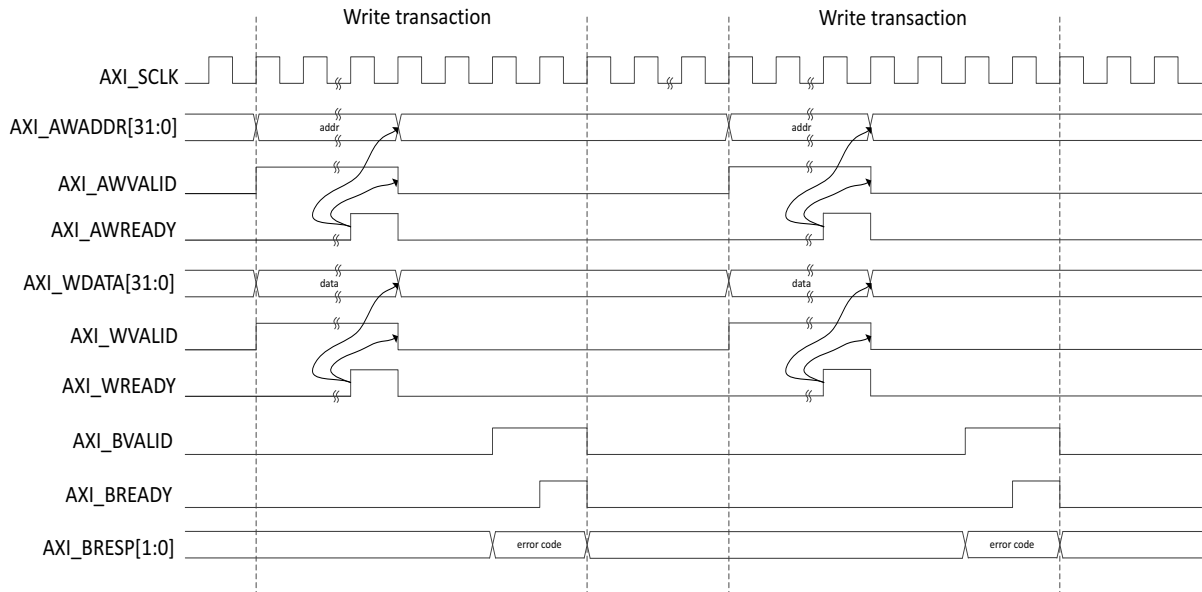 Write transaction Write transaction
AXI_SCLK
AXI_AWADDR[31:0] addr addr
AXI_AWVALID
AXI_AWREADY
AXI_WDATA[31:0] data data
AXI_WVALID
AXI_WREADY
AXI_BVALID
AXI_BREADY
AXI_BRESP[1:0] error code error code